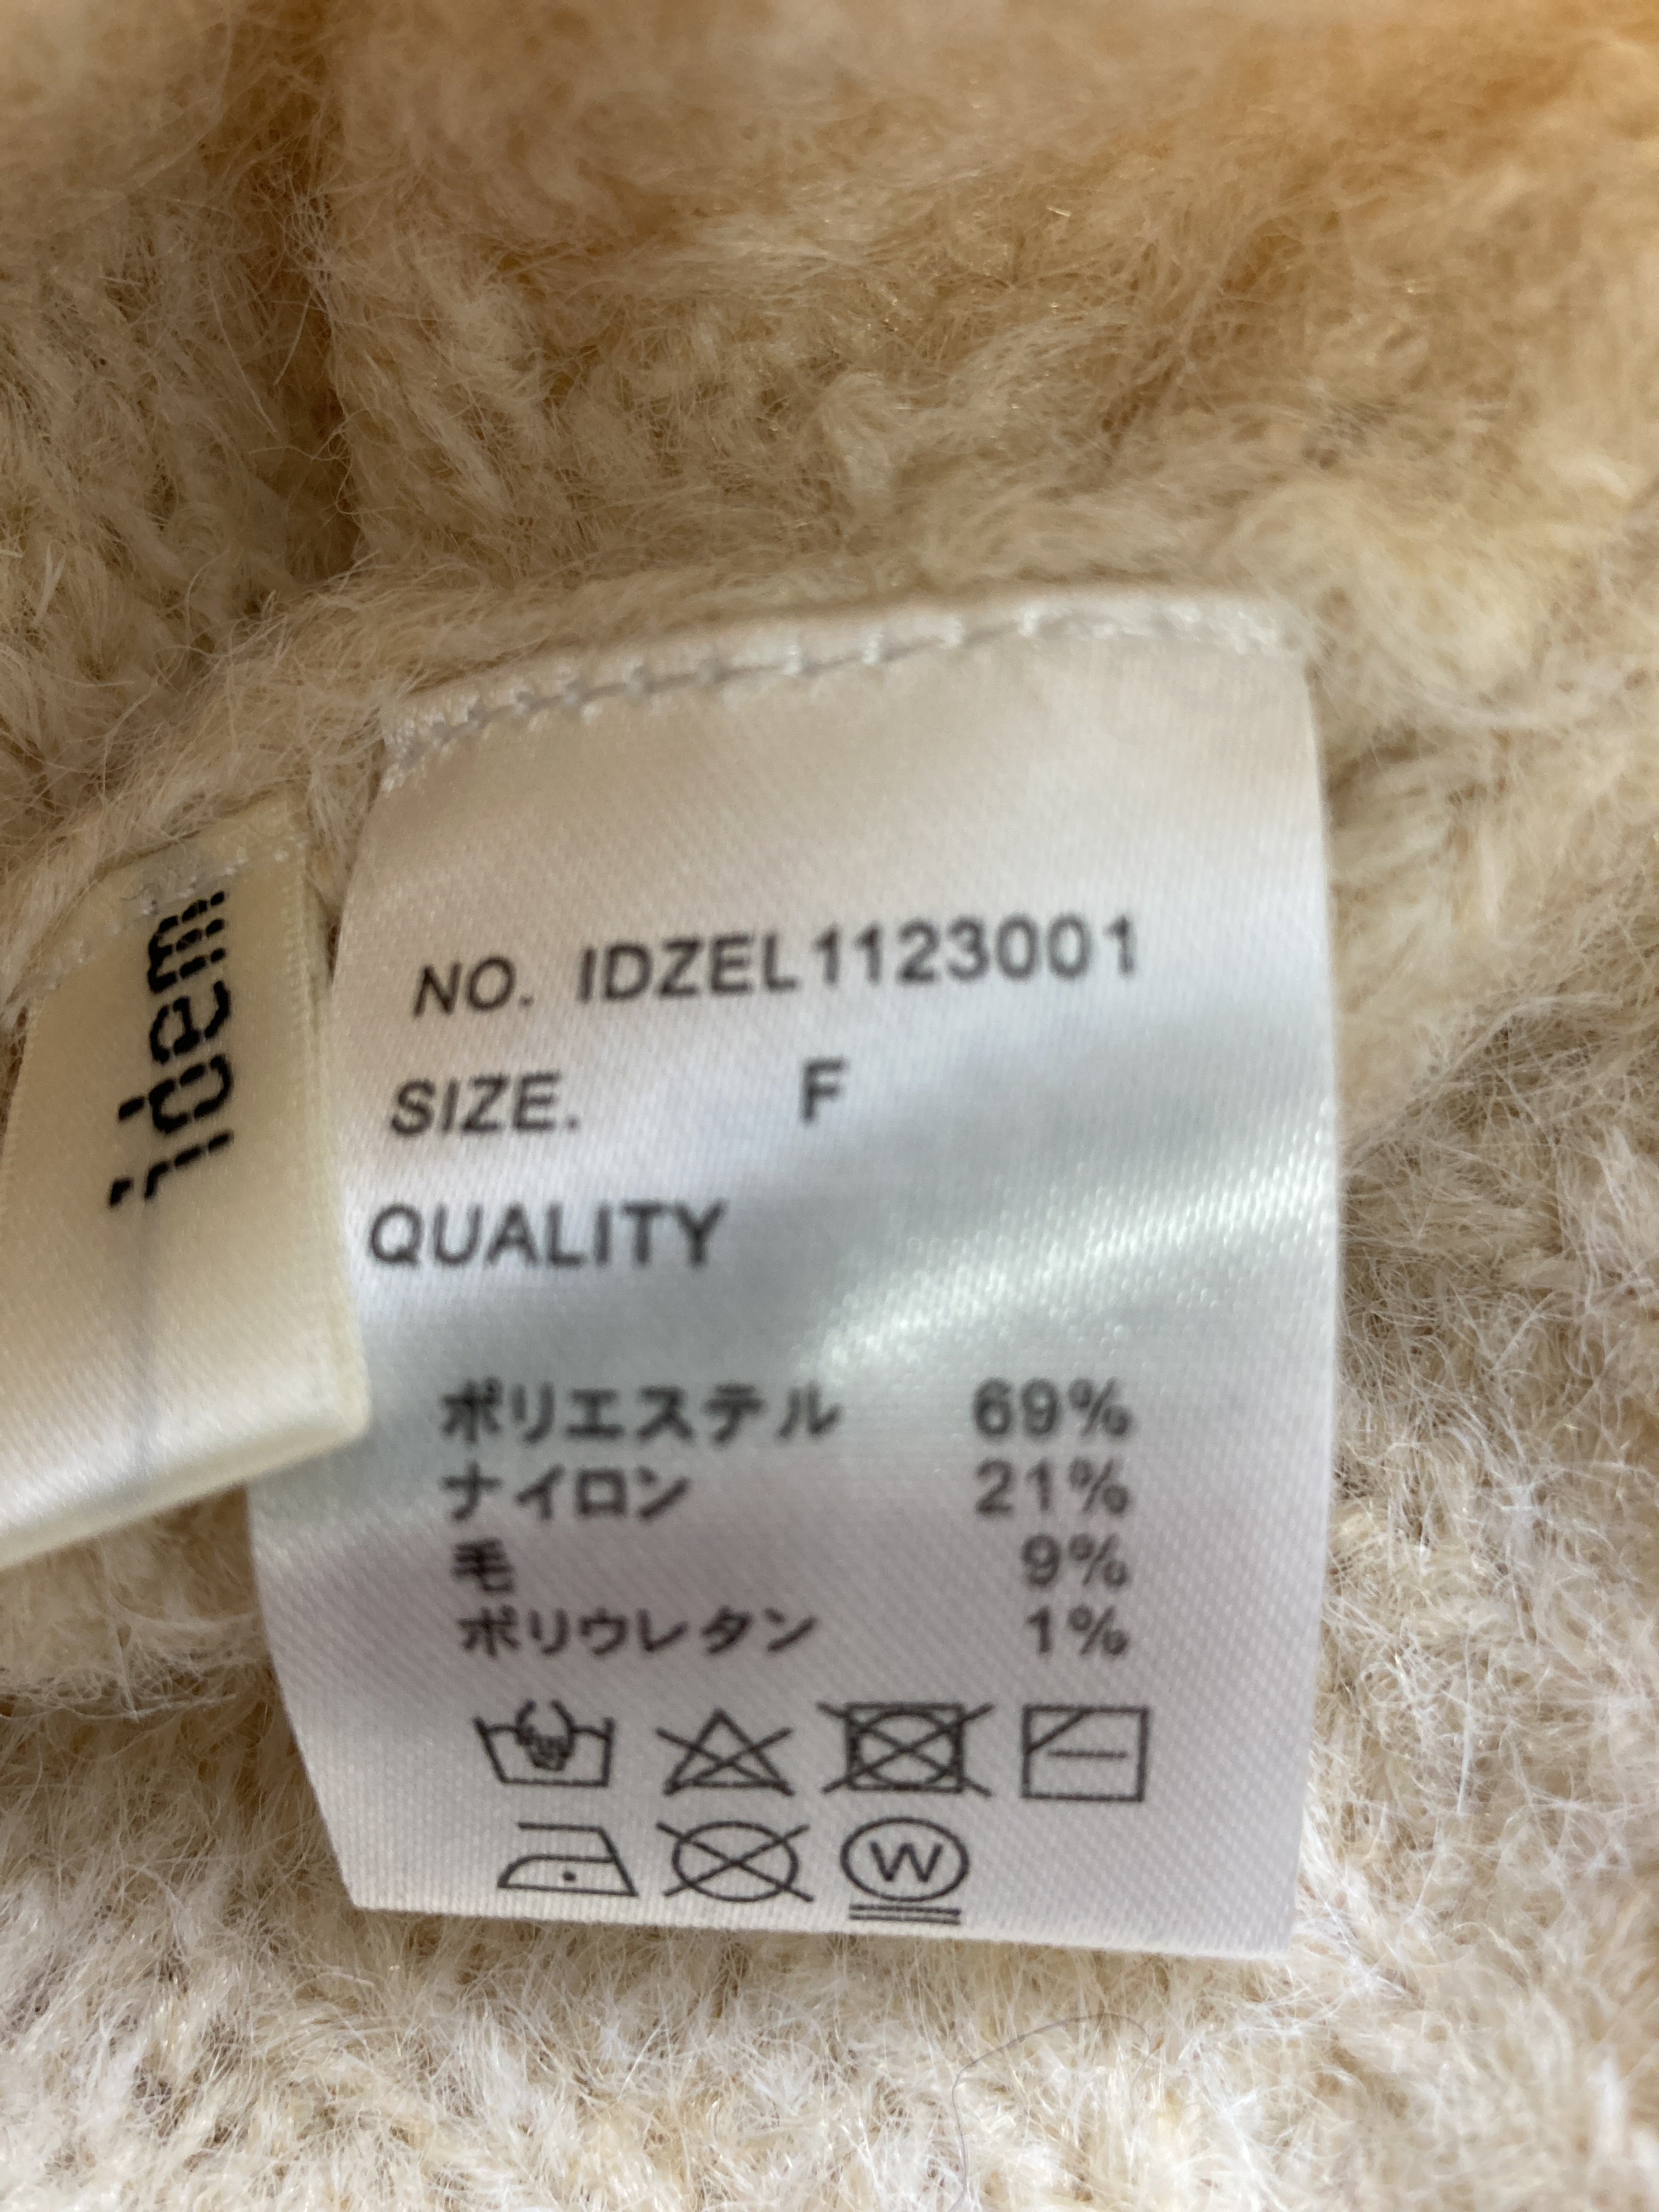 idem
NO. IDZEL1123001
SIZE. F
QUALITY
ポリエステル 69%
ナイロン 21%
毛 9%
ポリウレタン 1%
W